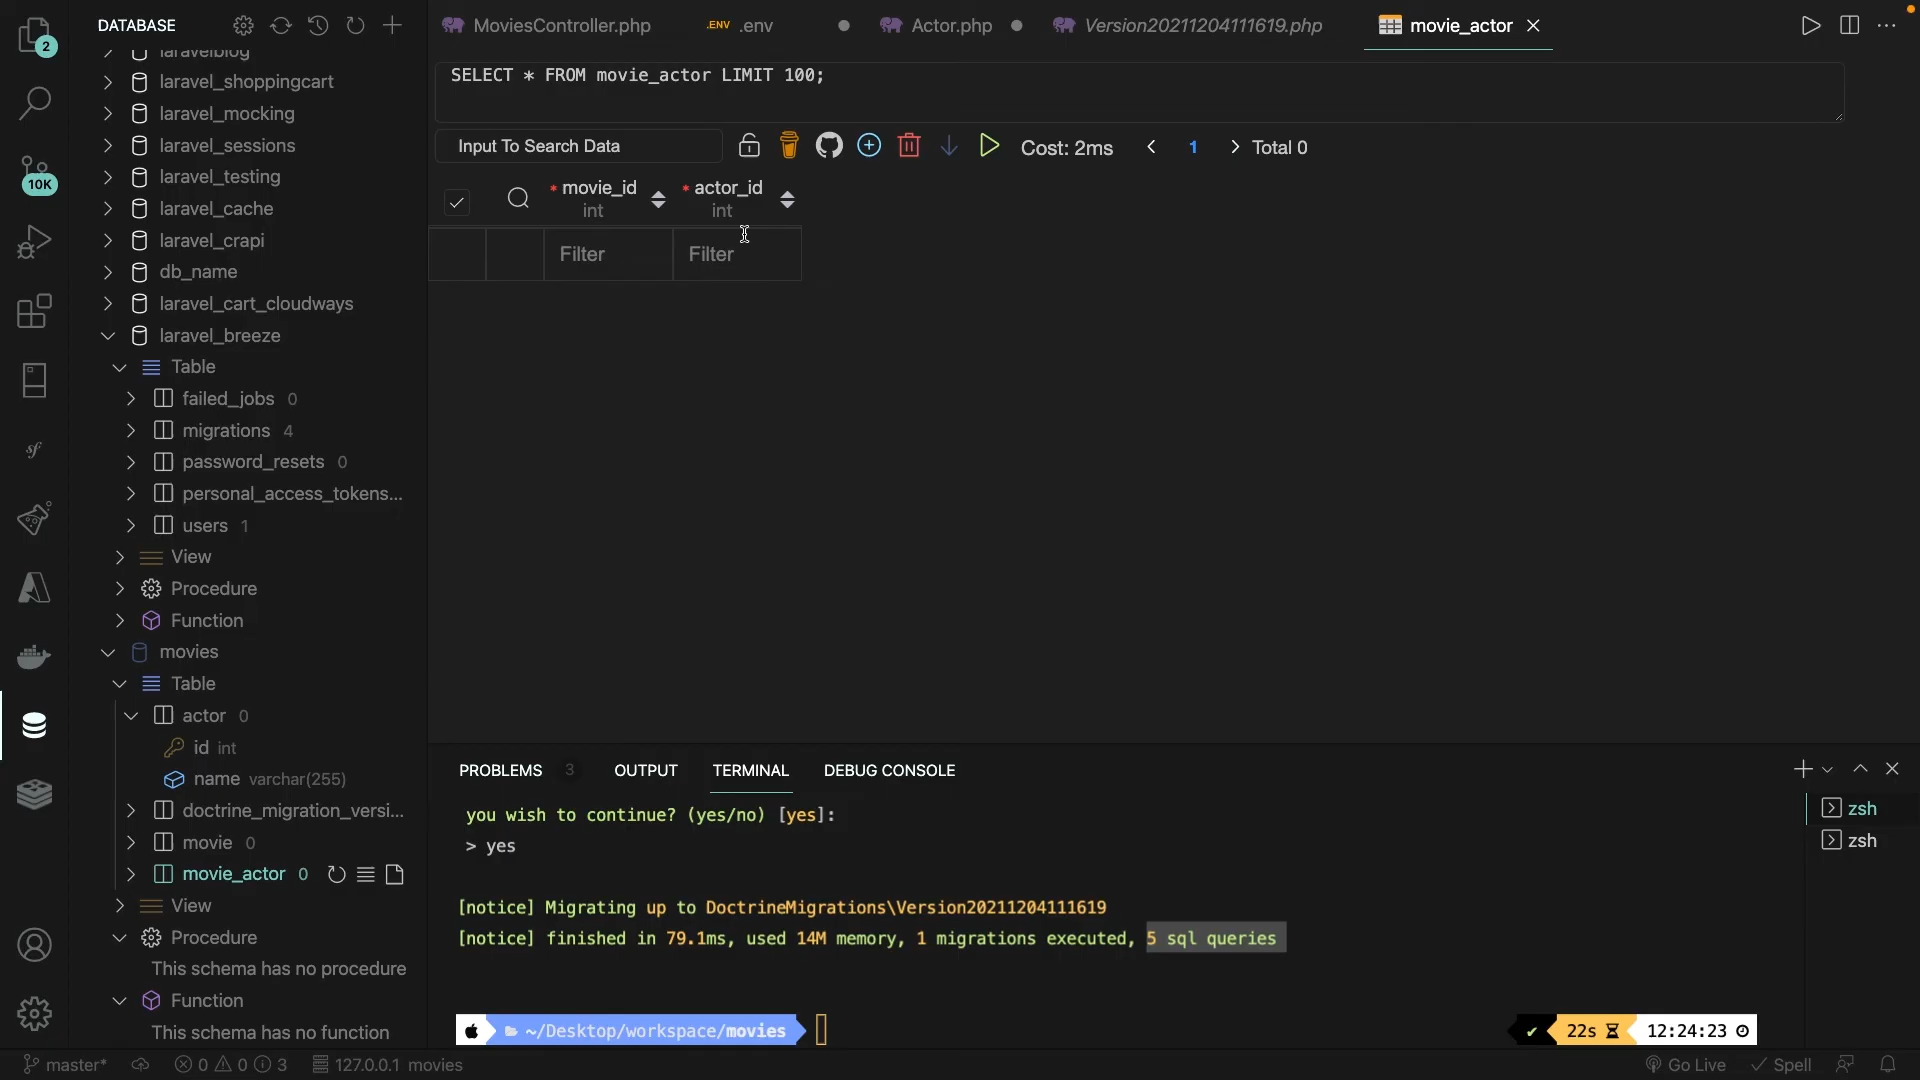 DATABASE
2
10K
laravelblog
laravel_shoppingcart
laravel_mocking
laravel_sessions
laravel_testing
laravel_cache
laravel_crapi
db_name
laravel_cart_cloudways
laravel_breeze
Table
failed_jobs 0
migrations 4
password_resets 0
personal_access_tokens...
users 1
View
Procedure
Function
movies
Table
actor 0
id int
name varchar(255)
doctrine_migration_versi...
movie 0
movie_actor 0
View
Procedure
This schema has no procedure
Function
This schema has no function
MoviesController.php
.ENV .env
Actor.php
Version20211204111619.php
movie_actor
SELECT * FROM movie_actor LIMIT 100;
Input To Search Data
Cost: 2ms
1
Total 0
* movie_id
int
* actor_id
int
Filter
Filter
PROBLEMS 3
OUTPUT
TERMINAL
DEBUG CONSOLE
you wish to continue? (yes/no) [yes]:
> yes
[notice] Migrating up to DoctrineMigrations\Version20211204111619
[notice] finished in 79.1ms, used 14M memory, 1 migrations executed, 5 sql queries
~/Desktop/workspace/movies
22s
12:24:23
zsh
zsh
master*
0 0 3
127.0.0.1 movies
Go Live
Spell